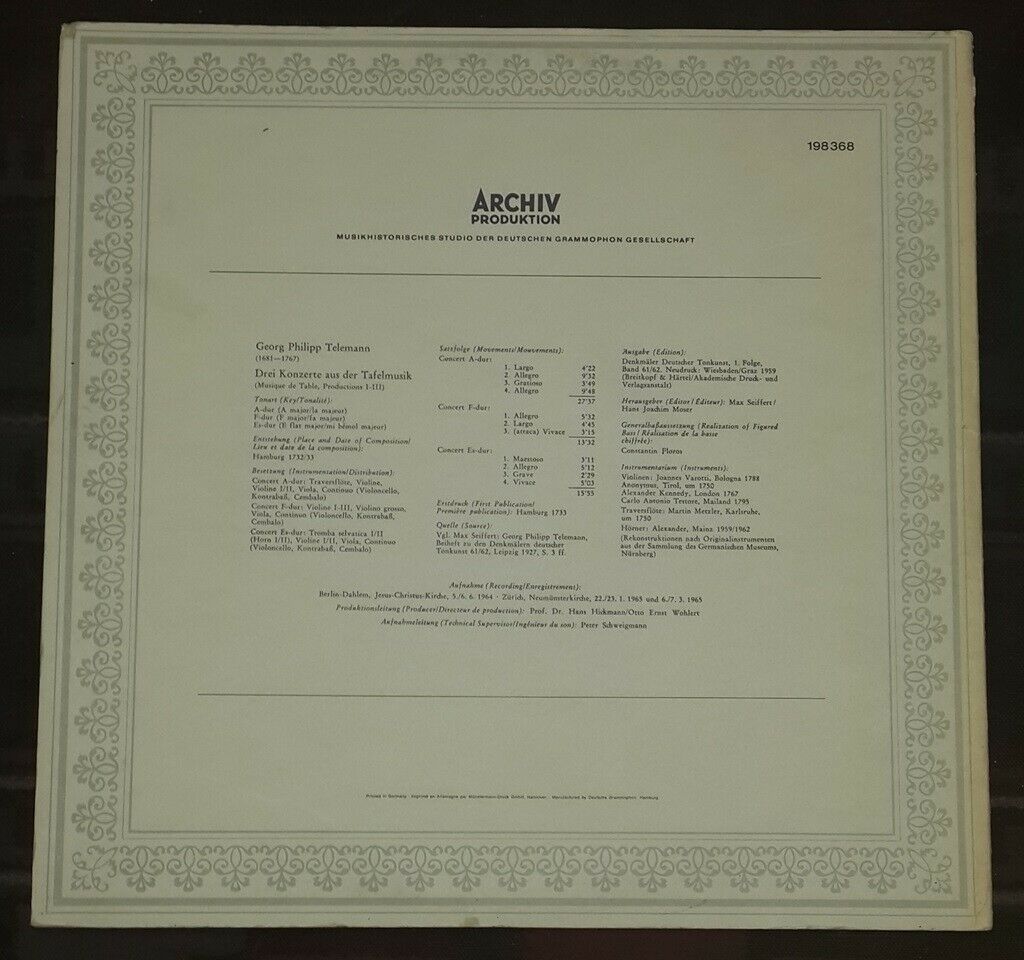 198368
ARCHIV
PRODUKTION
MUSIKHISTORISCHES STUDIO DER DEUTSCHEN GRAMMOPHON GESELLSCHAFT
Georg Philipp Telemann
(1681—1767)
Drei Konzerte aus der Tafelmusik
(Musique de Table, Productions I-III)
Tonart (Key/Tonalité):
A-dur (A major/la majeur)
F-dur (F major/fa majeur)
Es-dur (E flat major/mi bémol majeur)
Entstehung (Place and Date of Composition/
Lieu et date de la composition):
Hamburg 1732/33
Besetzung (Instrumentation/Distribution):
Concert A-dur: Traversflöte, Violine,
Violine I/II, Viola, Continuo (Violoncello,
Kontrabaß, Cembalo)
Concert F-dur: Violine I-III, Violino grosso,
Viola, Continuo (Violoncello, Kontrabaß,
Cembalo)
Concert Es-dur: Tromba selvatica I/II
(Horn I/II), Violine I/II, Viola, Continuo
(Violoncello, Kontrabaß, Cembalo)
Satzfolge (Movements/Mouvements):
Concert A-dur:
1. Largo 4'22
2. Allegro 9'32
3. Gratioso 3'49
4. Allegro 9'48
27'37
Concert F-dur:
1. Allegro 5'32
2. Largo 4'45
3. (attaca) Vivace 3'15
13'32
Concert Es-dur:
1. Maestoso 3'11
2. Allegro 5'12
3. Grave 2'29
4. Vivace 5'03
15'55
Erstdruck (First Publication/
Première publication): Hamburg 1733
Quelle (Source):
Vgl. Max Seiffert: Georg Philipp Telemann,
Beiheft zu den Denkmälern deutscher
Tonkunst 61/62, Leipzig 1927, S. 3 ff.
Ausgabe (Edition):
Denkmäler Deutscher Tonkunst, 1. Folge,
Band 61/62. Neudruck: Wiesbaden/Graz 1959
(Breitkopf & Härtel/Akademische Druck- und
Verlagsanstalt)
Herausgeber (Editor/Éditeur): Max Seiffert/
Hans Joachim Moser
Generalbaßaussetzung (Realization of Figured
Bass/Réalisation de la basse
chiffrée):
Constantin Floros
Instrumentarium (Instruments):
Violinen: Joannes Varotti, Bologna 1788
Anonymus, Tirol, um 1750
Alexander Kennedy, London 1767
Carlo Antonio Testore, Mailand 1795
Traversflöte: Martin Metzler, Karlsruhe,
um 1750
Hörner: Alexander, Mainz 1959/1962
(Rekonstruktionen nach Originalinstrumenten
aus der Sammlung des Germanischen Museums,
Nürnberg)
Aufnahme (Recording/Enregistrement):
Berlin-Dahlem, Jesus-Christus-Kirche, 5./6. 6. 1964 · Zürich, Neumünsterkirche, 22./23. 1. 1965 und 6./7. 3. 1965
Produktionsleitung (Producer/Directeur de production): Prof. Dr. Hans Hickmann/Otto Ernst Wohlert
Aufnahmeleitung (Technical Supervisor/Ingénieur du son): Peter Schweigmann
Printed in Germany · Imprimé en Allemagne par Münstermann-Druck GmbH, Hannover · Manufactured by Deutsche Grammophon, Hamburg